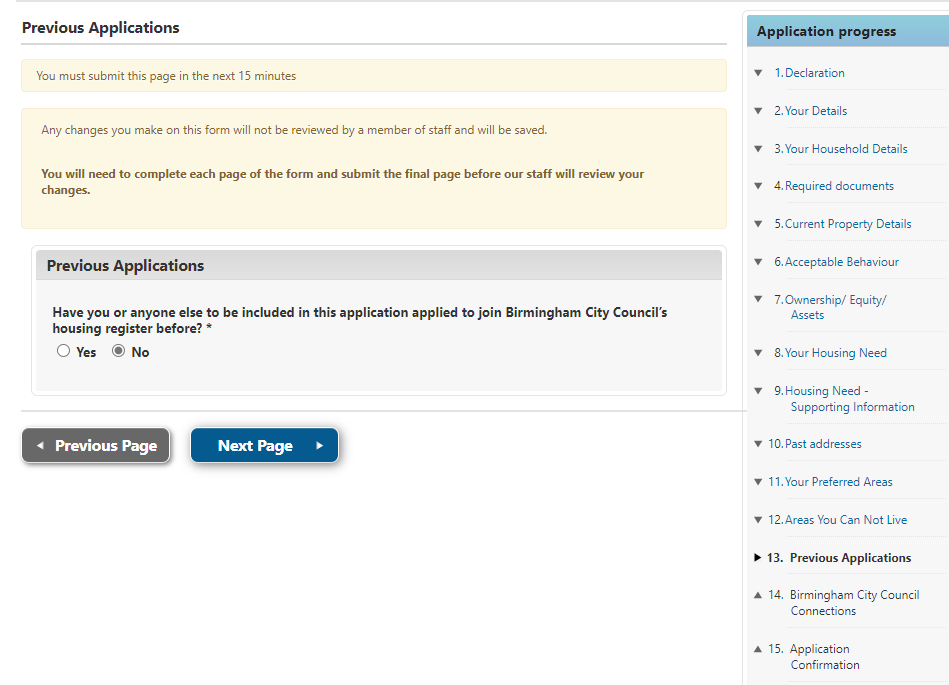 Previous Applications
You must submit this page in the next 15 minutes
Any changes you make on this form will not be reviewed by a member of staff and will be saved.
You will need to complete each page of the form and submit the final page before our staff will review your
changes.
Previous Applications
Have you or anyone else to be included in this application applied to join Birmingham City Council’s
housing register before? *
Yes No
Previous Page Next Page
Application progress
1. Declaration
2. Your Details
3. Your Household Details
4. Required documents
5. Current Property Details
6. Acceptable Behaviour
7. Ownership/ Equity/
Assets
8. Your Housing Need
9. Housing Need -
Supporting Information
10. Past addresses
11. Your Preferred Areas
12. Areas You Can Not Live
13. Previous Applications
14. Birmingham City Council
Connections
15. Application
Confirmation